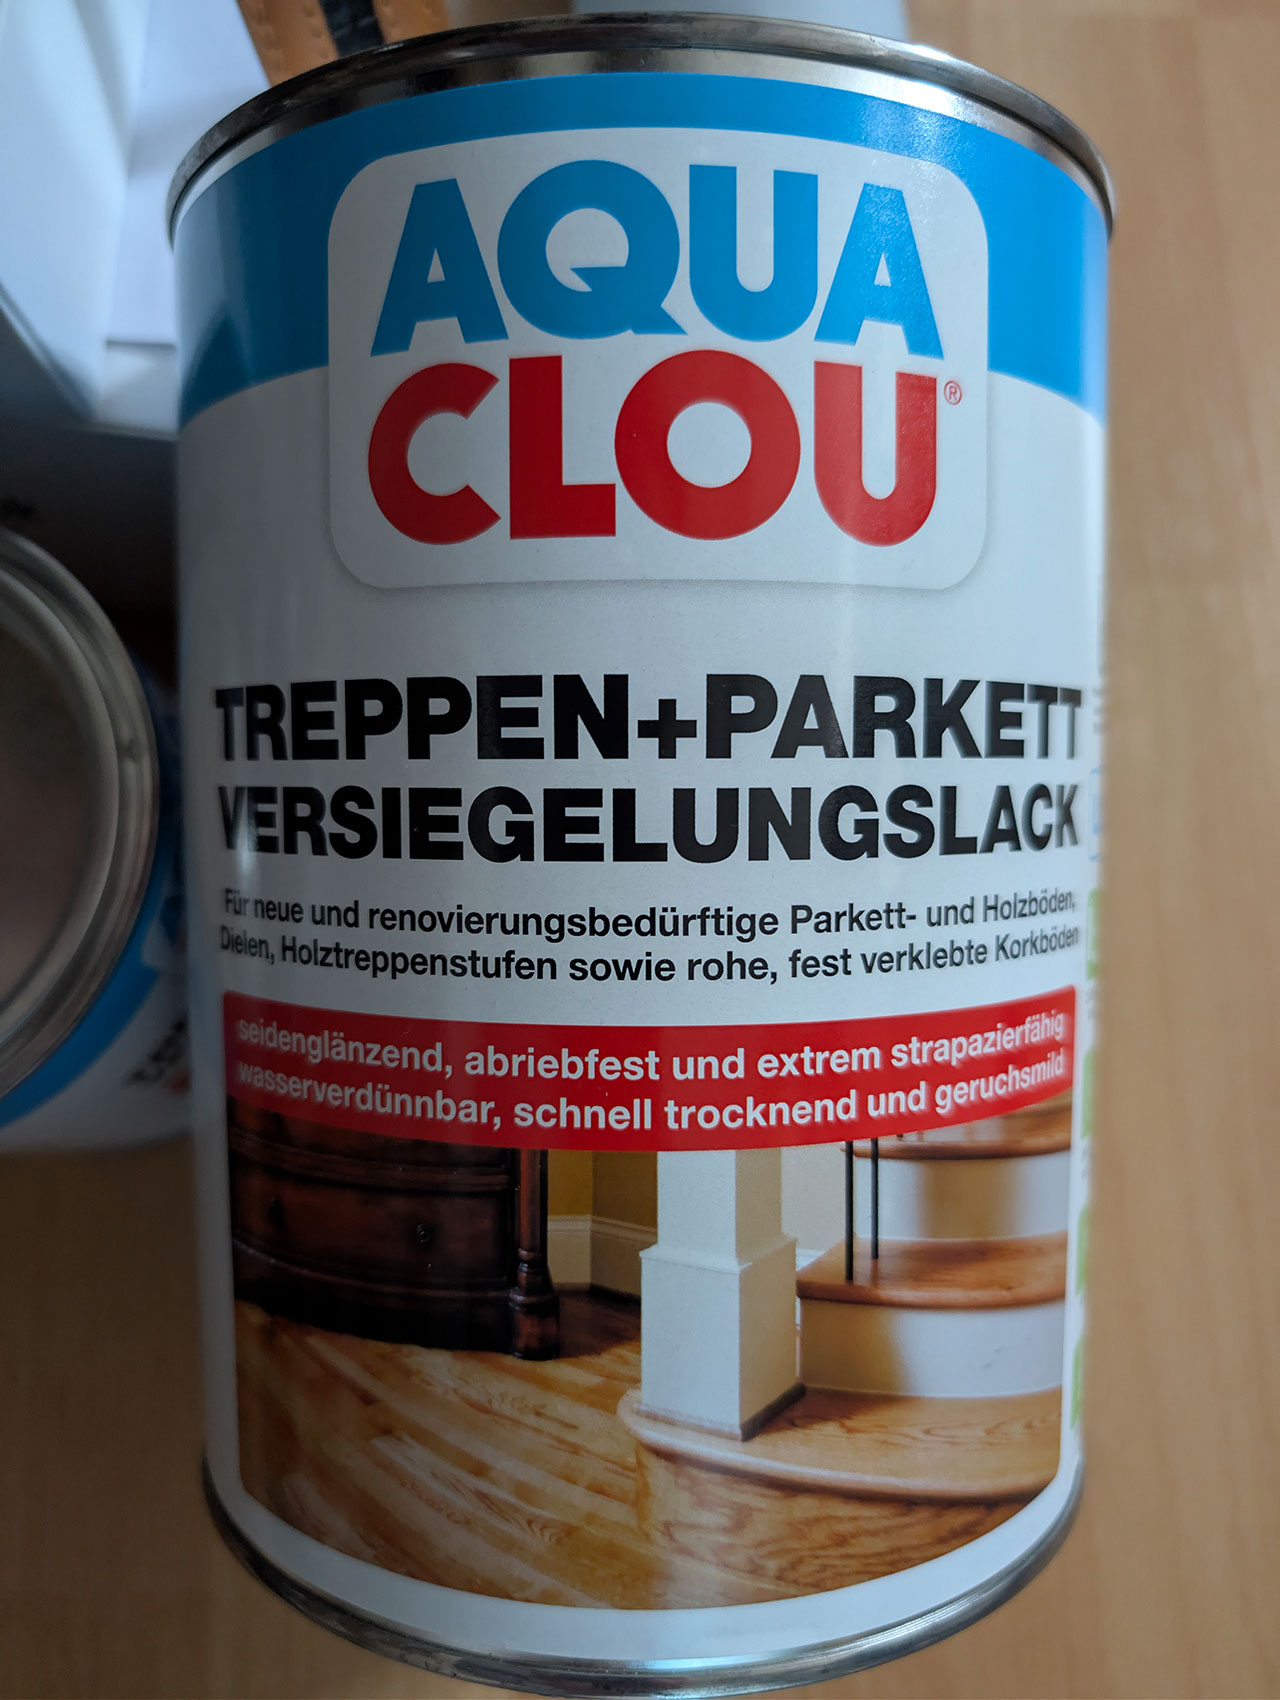 AQUA
CLOU®
TREPPEN+PARKETT
VERSIEGELUNGSLACK
Für neue und renovierungsbedürftige Parkett- und Holzböden,
Dielen, Holztreppenstufen sowie rohe, fest verklebte Korkböden
seidenglänzend, abriebfest und extrem strapazierfähig
wasserverdünnbar, schnell trocknend und geruchsmild